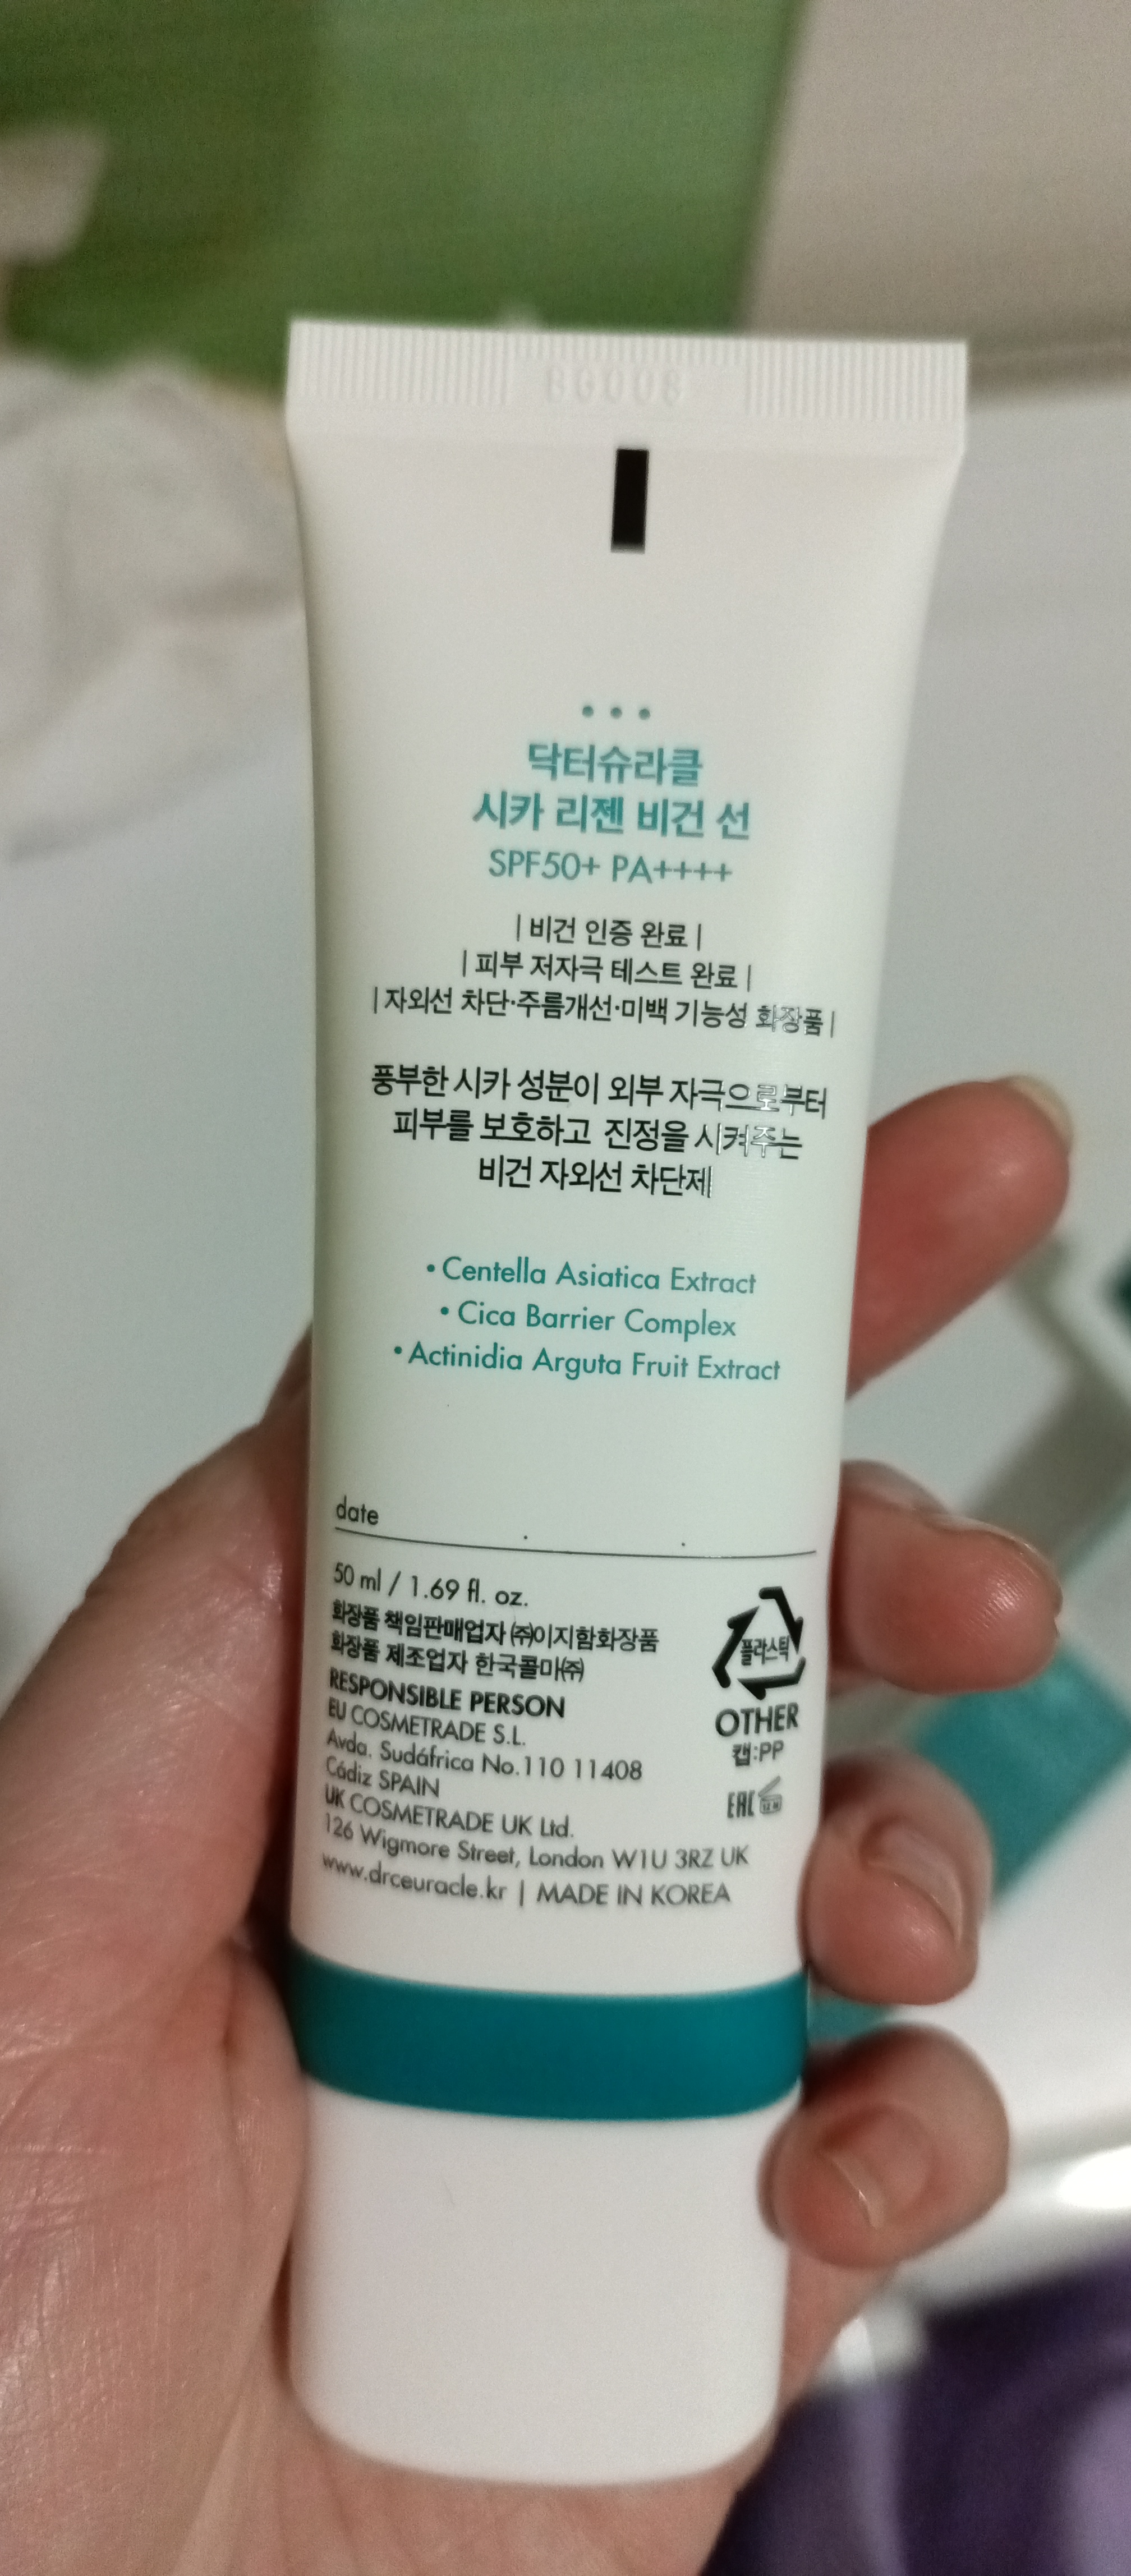 닥터슈라클
시카 리젠 비건 선
SPF50+ PA++++
| 비건 인증 완료 |
| 피부 저자극 테스트 완료 |
| 자외선 차단·주름개선·미백 기능성 화장품 |
풍부한 시카 성분이 외부 자극으로부터
피부를 보호하고 진정을 시켜주는
비건 자외선 차단제
• Centella Asiatica Extract
• Cica Barrier Complex
• Actinidia Arguta Fruit Extract
date
50 ml / 1.69 fl. oz.
화장품 책임판매업자 ㈜이지함화장품
화장품 제조업자 한국콜마㈜
RESPONSIBLE PERSON
EU COSMETRADE S.L.
Avda. Sudáfrica No.110 11408
Cádiz SPAIN
UK COSMETRADE UK Ltd.
126 Wigmore Street, London W1U 3RZ UK
www.drceuracle.kr | MADE IN KOREA
플라스틱
OTHER
캡:PP
EAC 12 M